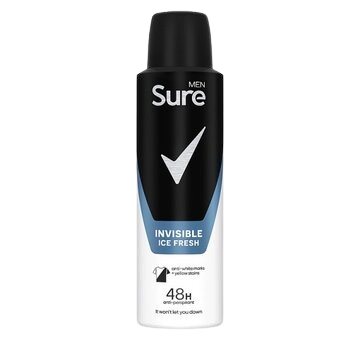 MEN
Sure
INVISIBLE
ICE FRESH
anti-white marks
+ yellow stains
48H
anti-perspirant
It won't let you down